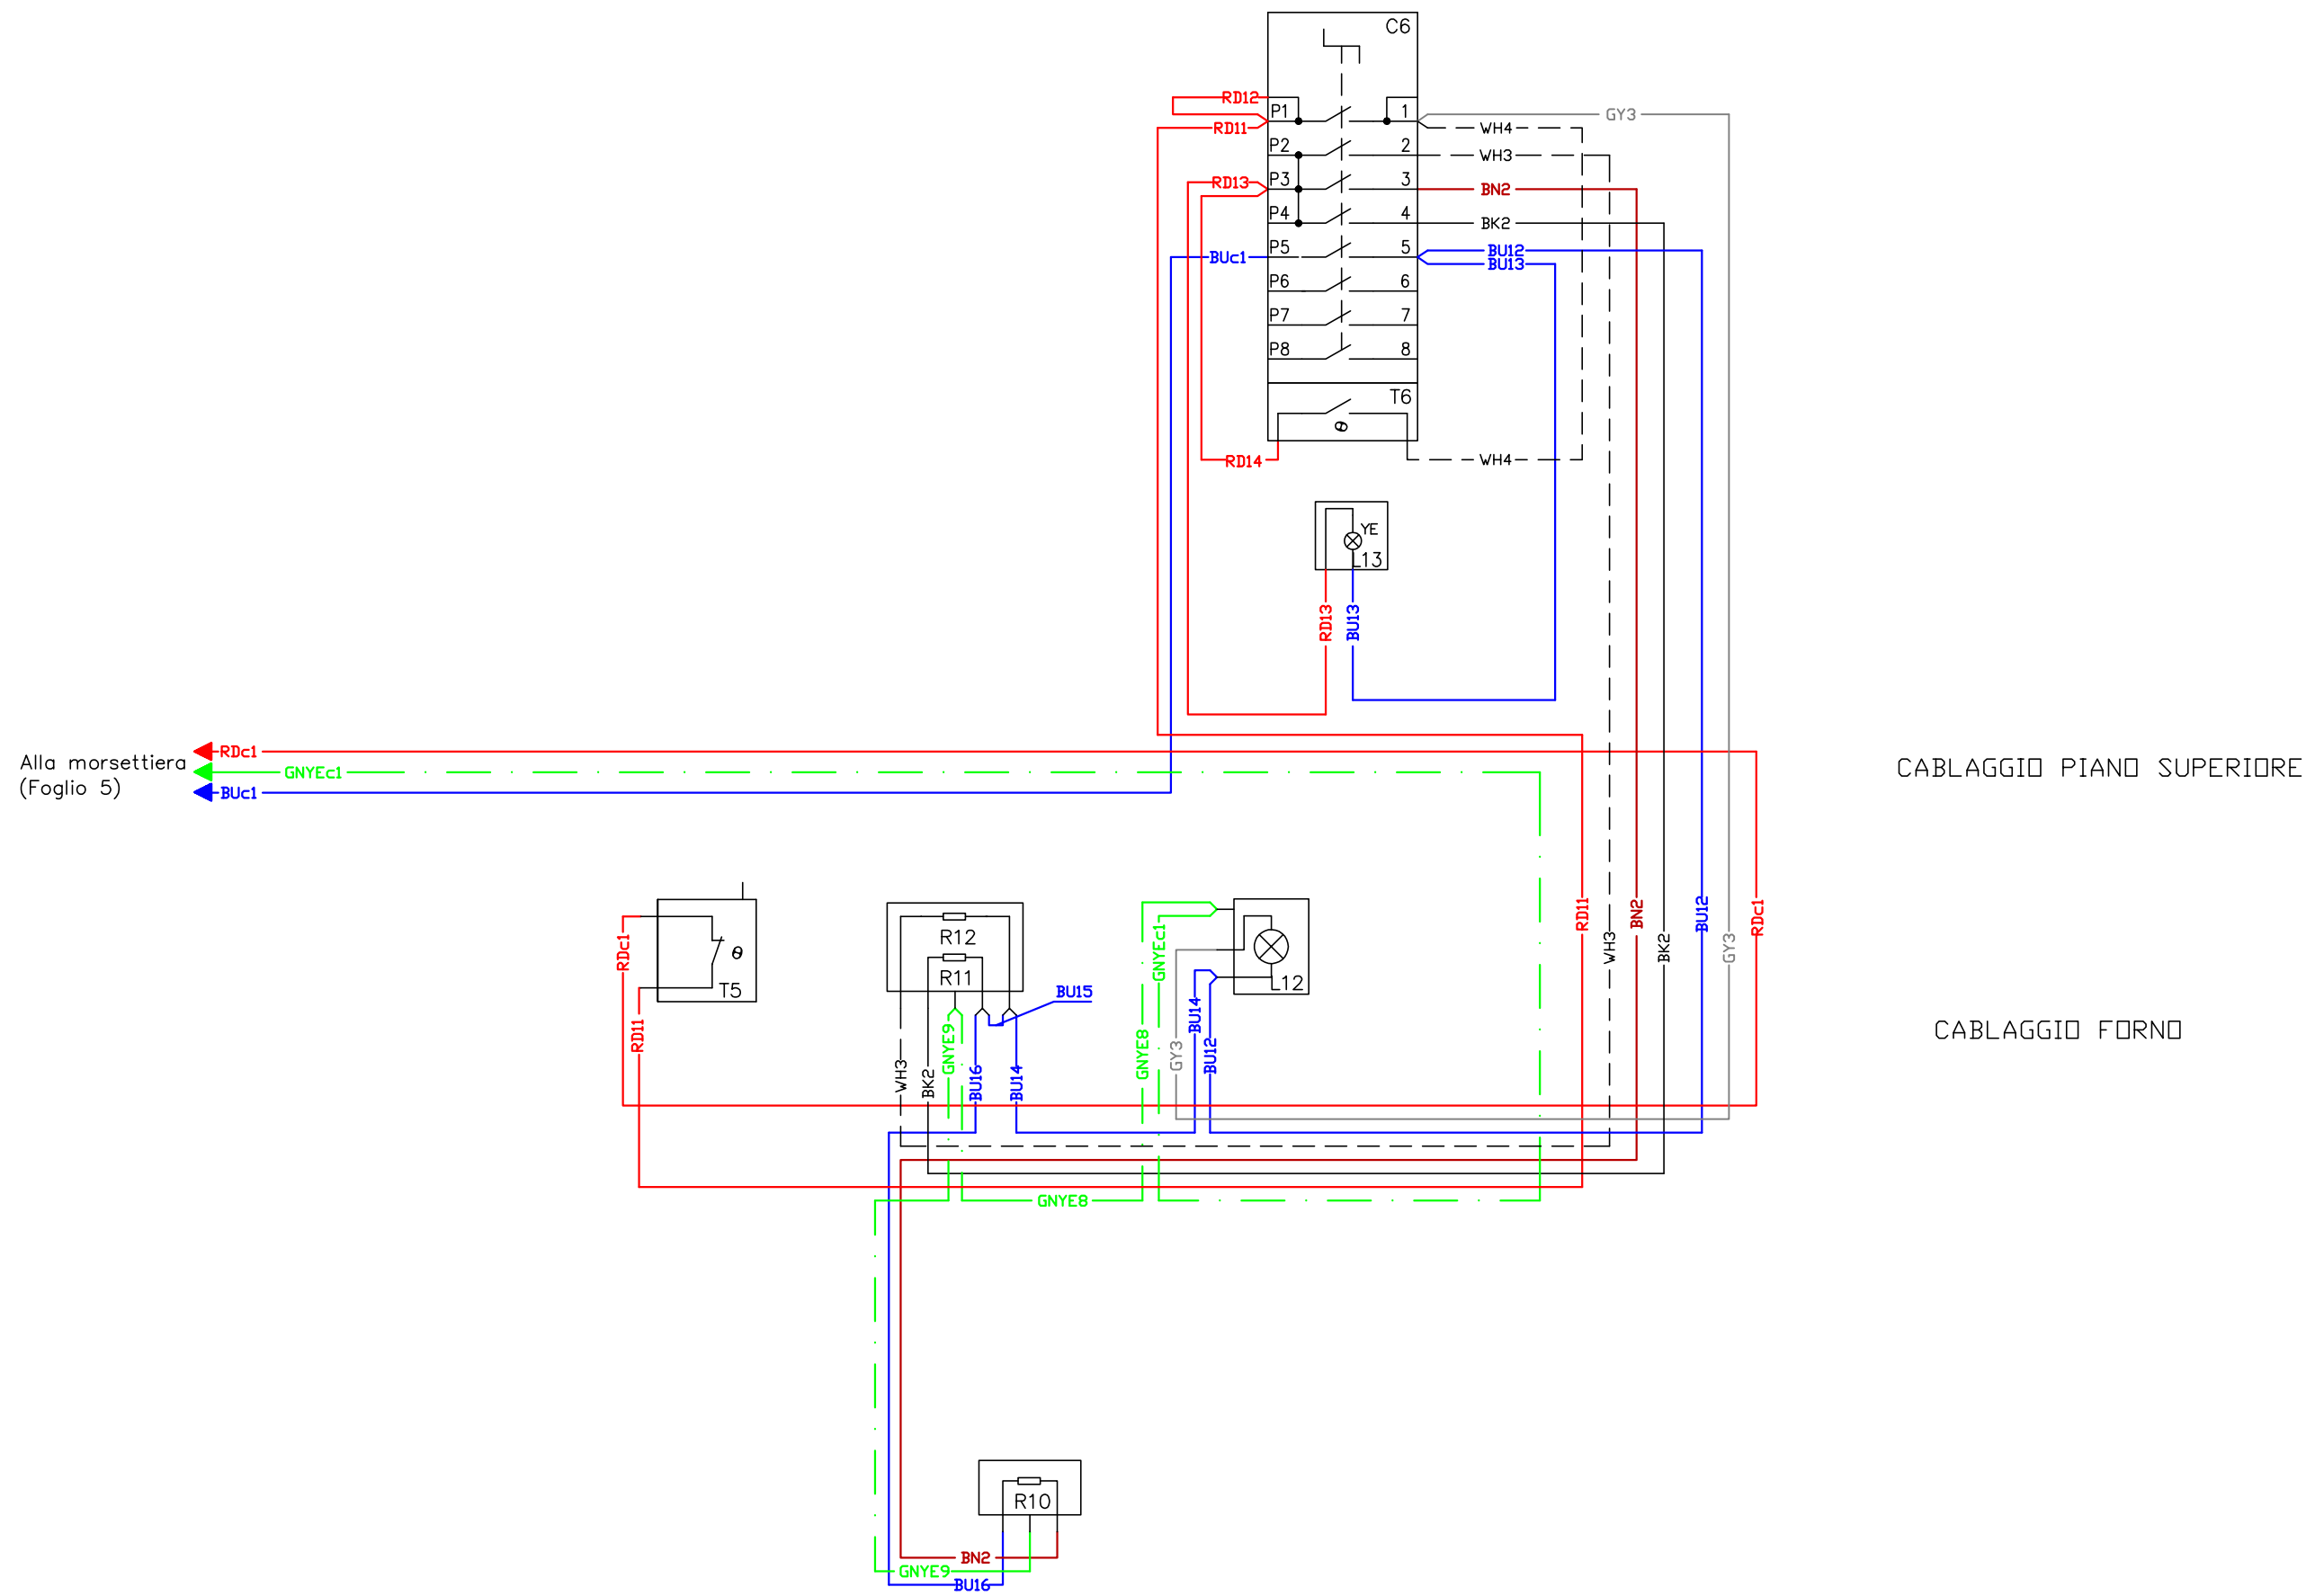 C6
RD12
P1 1
GY3
RD11
WH4
P2 2
WH3
RD13
P3 3
BN2
P4 4
BK2
P5 5
BU12
BUc1
BU13
P6 6
P7 7
P8 8
T6
θ
RD14
WH4
YE
L13
RD13
BU13
RDc1
Alla morsettiera
GNYEc1
CABLAGGIO PIANO SUPERIORE
(Foglio 5)
BUc1
RDc1
θ
T5
RD11
R12
R11
BU15
GNYEc1
L12
RD11
WH3
BN2
BK2
BU12
GY3
RDc1
WH3
BK2
GNYE9
BU16
BU14
GNYE8
GY3
BU14
BU12
CABLAGGIO FORNO
GNYE8
R10
BN2
GNYE9
BU16